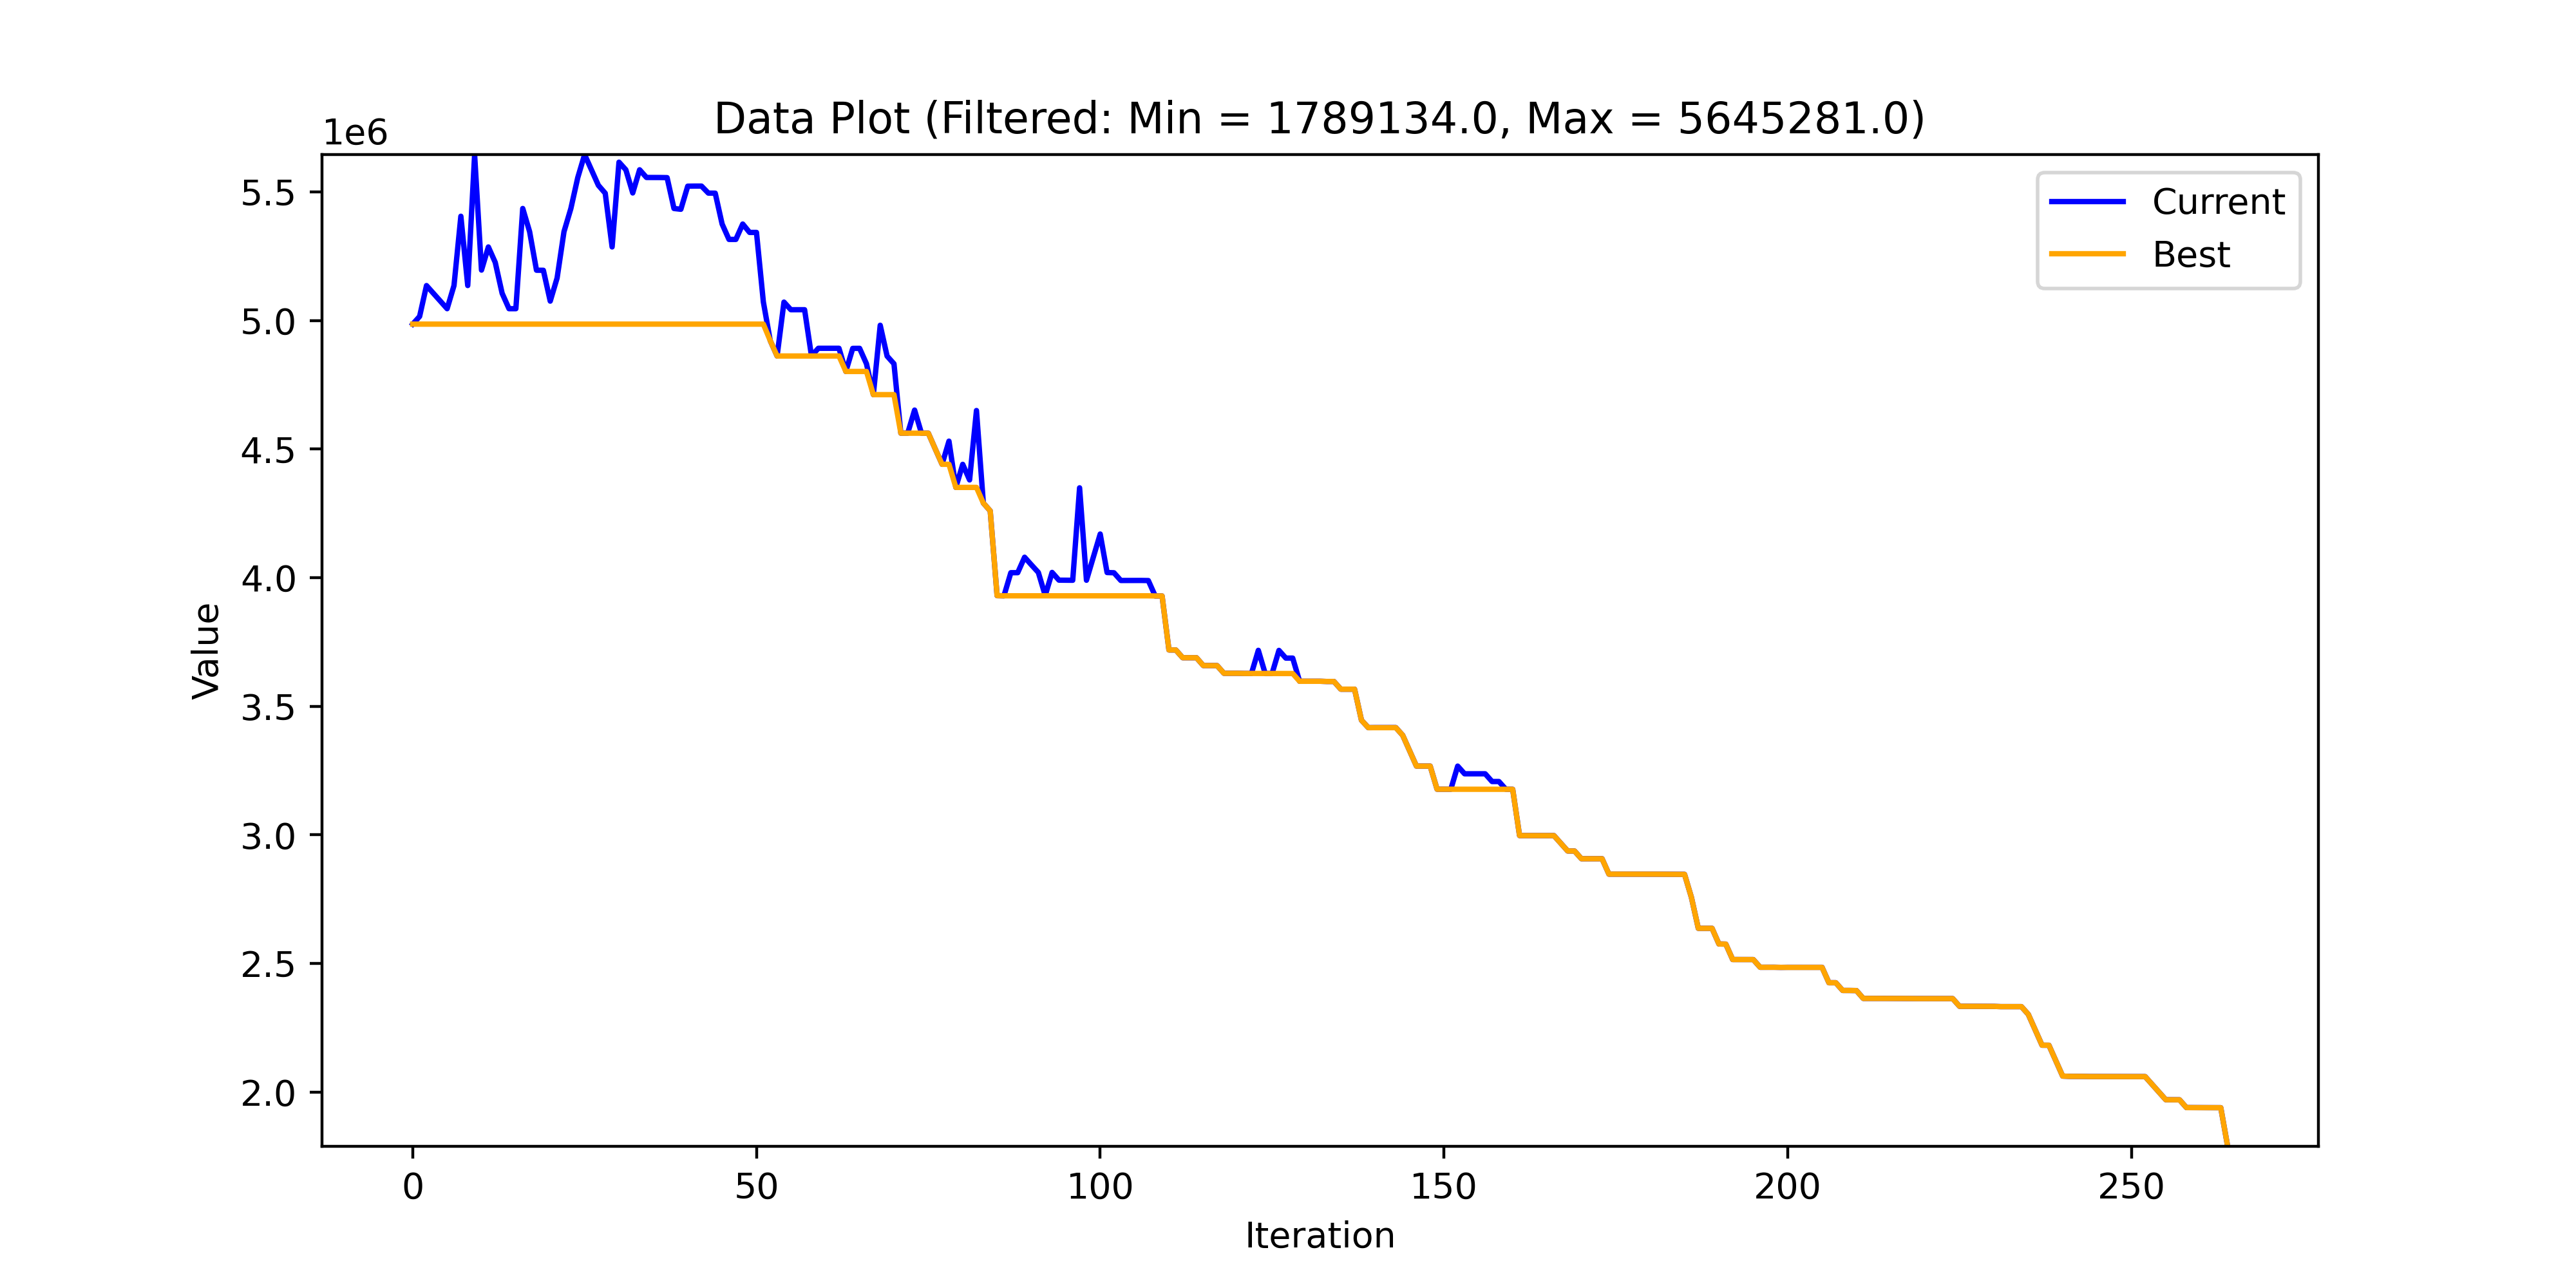 Data Plot (Filtered: Min = 1789134.0, Max = 5645281.0)
1e6
Current
Best
5.5
5.0
4.5
4.0
3.5
3.0
2.5
2.0
Value
0 50 100 150 200 250
Iteration